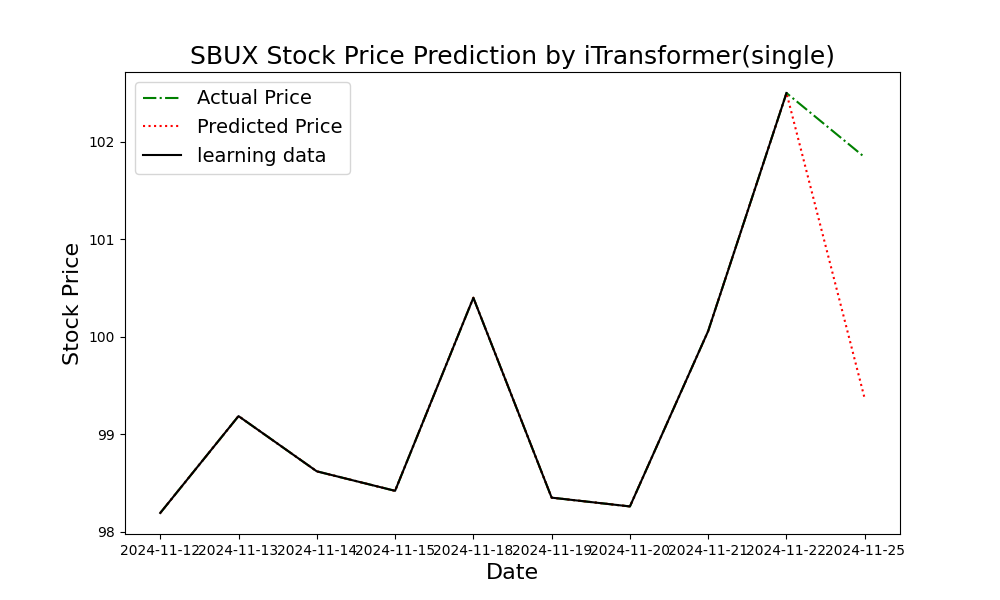 SBUX Stock Price Prediction by iTransformer(single)
Actual Price
Predicted Price
learning data
Stock Price
102
101
100
99
98
2024-11-12 2024-11-13 2024-11-14 2024-11-15 2024-11-18 2024-11-19 2024-11-20 2024-11-21 2024-11-22 2024-11-25
Date